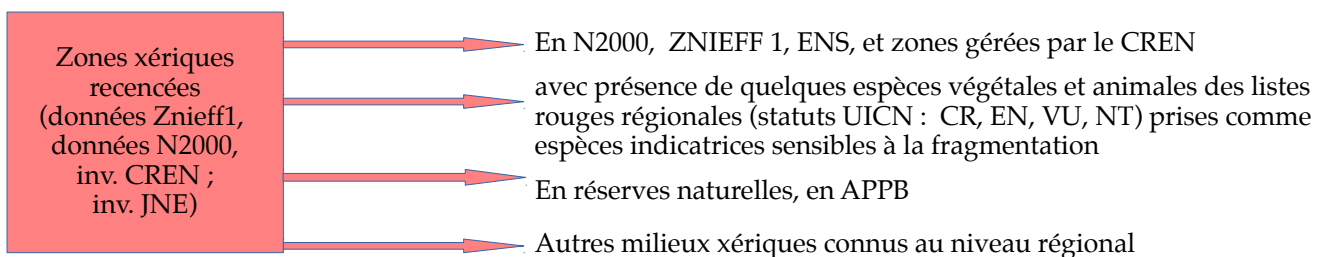 Zones xériques
recencées
(données Znieff1,
données N2000,
inv. CREN ;
inv. JNE)
En N2000, ZNIEFF 1, ENS, et zones gérées par le CREN
avec présence de quelques espèces végétales et animales des listes
rouges régionales (statuts UICN : CR, EN, VU, NT) prises comme
espèces indicatrices sensibles à la fragmentation
En réserves naturelles, en APPB
Autres milieux xériques connus au niveau régional